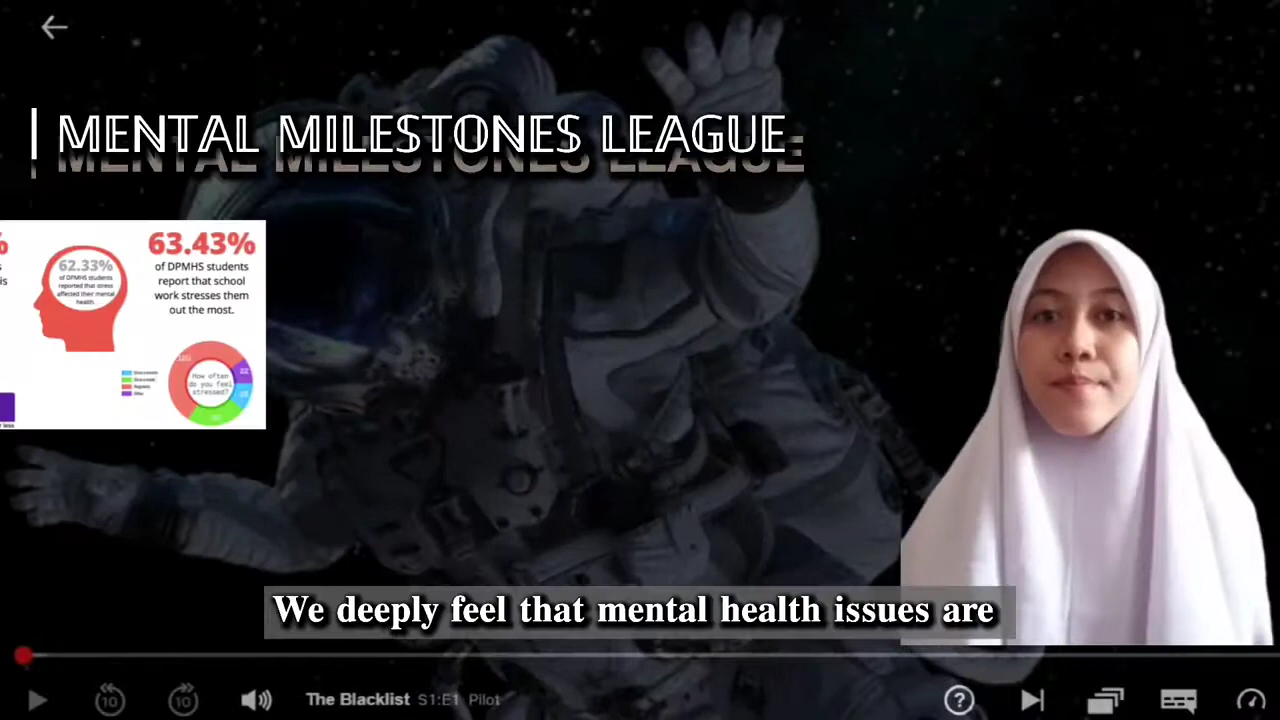 MENTAL MILESTONES LEAGUE
63.43%
of DPMHS students
report that school
work stresses them
out the most.
62.33%
of DPMHS students
reported that stress
affected their mental
health.
How often
do you feel
stressed?
We deeply feel that mental health issues are
10
10
The Blacklist S1:E1 Pilot
?